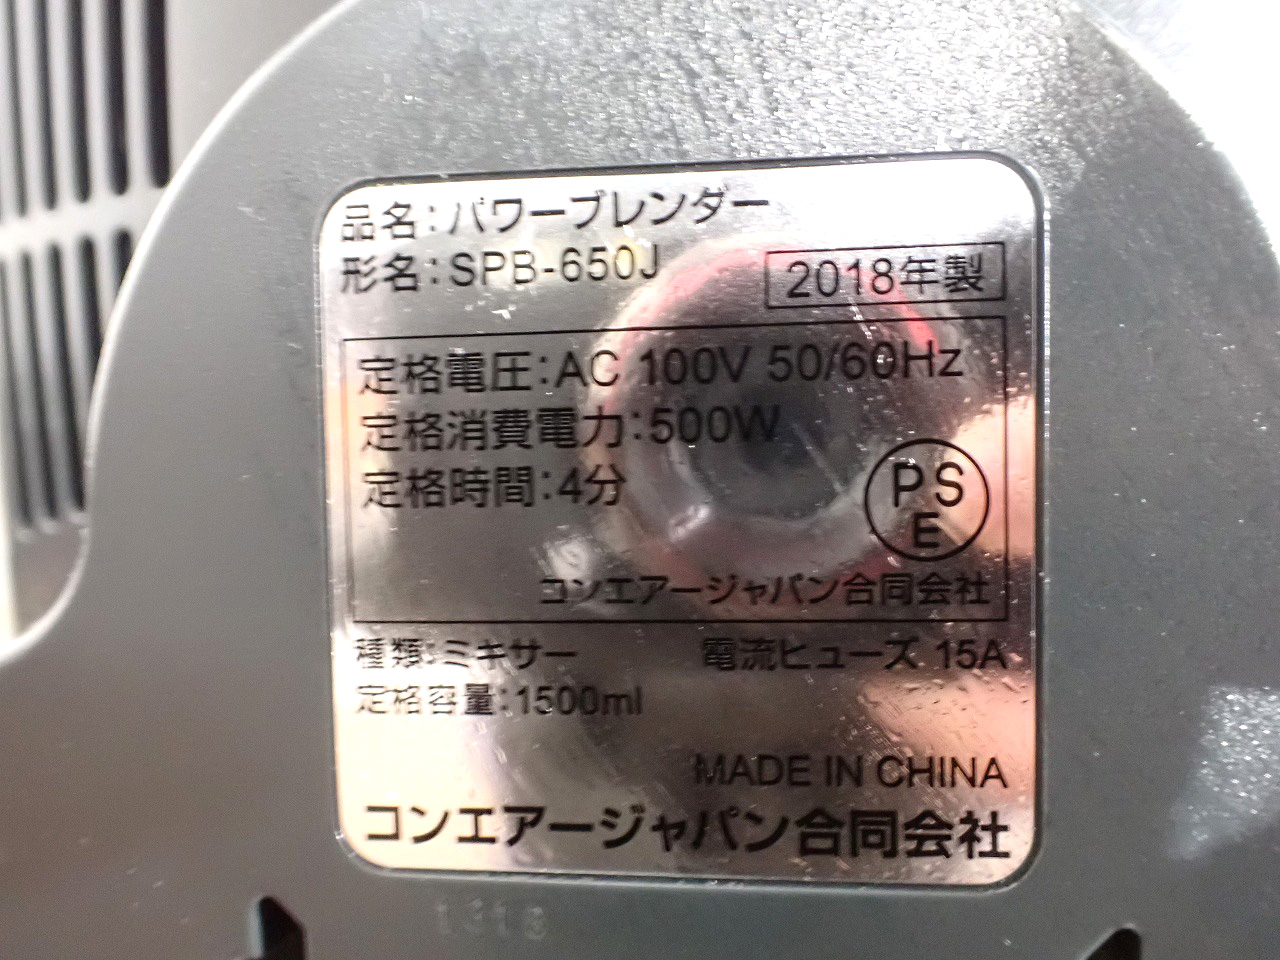 品名:パワーブレンダー
形名:SPB-650J
2018年製
定格電圧:AC 100V 50/60Hz
定格消費電力:500W
定格時間:4分
PS
E
コンエアージャパン合同会社
種類:ミキサー 電流ヒューズ 15A
定格容量:1500ml
MADE IN CHINA
コンエアージャパン合同会社